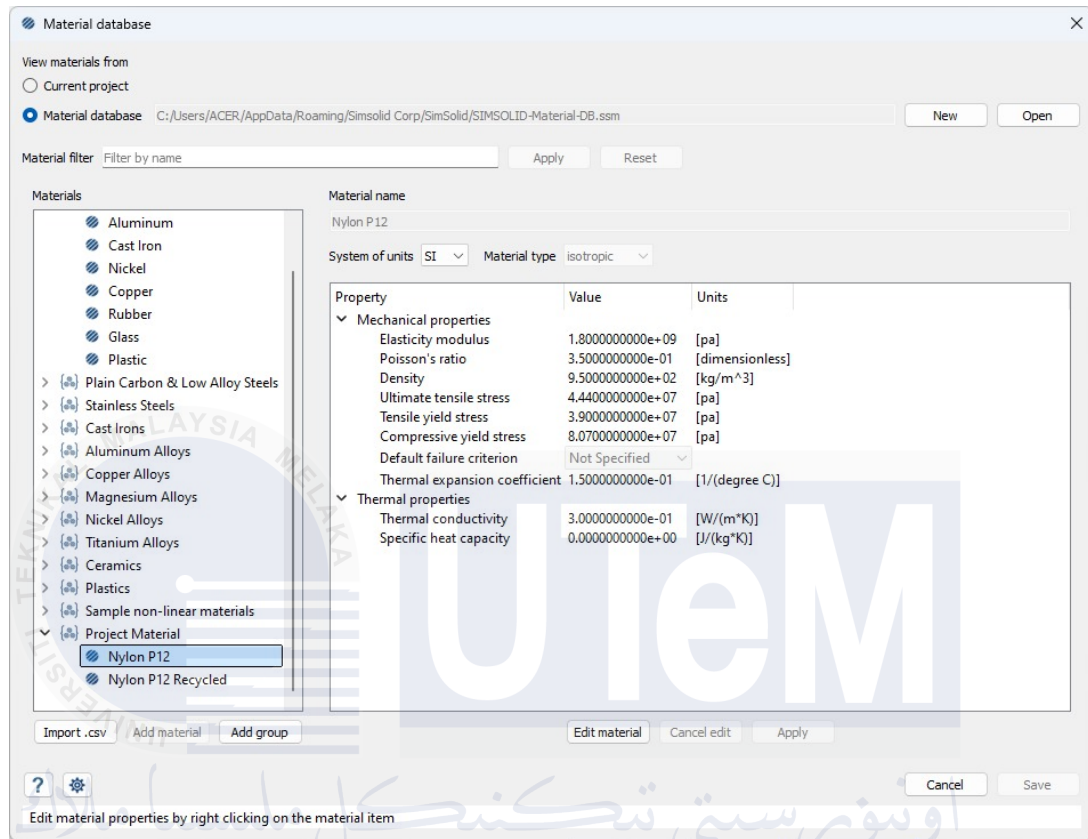 Material database
View materials from
Current project
Material database C:/Users/ACER/AppData/Roaming/Simsolid Corp/SimSolid/SIMSOLID-Material-DB.ssm New Open
Material filter Filter by name Apply Reset
Materials
Aluminum
Cast Iron
Nickel
Copper
Rubber
Glass
Plastic
Plain Carbon & Low Alloy Steels
Stainless Steels
Cast Irons
Aluminum Alloys
Copper Alloys
Magnesium Alloys
Nickel Alloys
Titanium Alloys
Ceramics
Plastics
Sample non-linear materials
Project Material
Nylon P12
Nylon P12 Recycled
Import .csv Add material Add group
Material name
Nylon P12
System of units SI Material type isotropic
Property Value Units
Mechanical properties
Elasticity modulus 1.8000000000e+09 [pa]
Poisson's ratio 3.5000000000e-01 [dimensionless]
Density 9.5000000000e+02 [kg/m^3]
Ultimate tensile stress 4.4400000000e+07 [pa]
Tensile yield stress 3.9000000000e+07 [pa]
Compressive yield stress 8.0700000000e+07 [pa]
Default failure criterion Not Specified
Thermal expansion coefficient 1.5000000000e-01 [1/(degree C)]
Thermal properties
Thermal conductivity 3.0000000000e-01 [W/(m*K)]
Specific heat capacity 0.0000000000e+00 [J/(kg*K)]
Edit material Cancel edit Apply
? Cancel Save
Edit material properties by right clicking on the material item
UNIVERSITI TEKNIKAL MALAYSIA MELAKA
UTeM